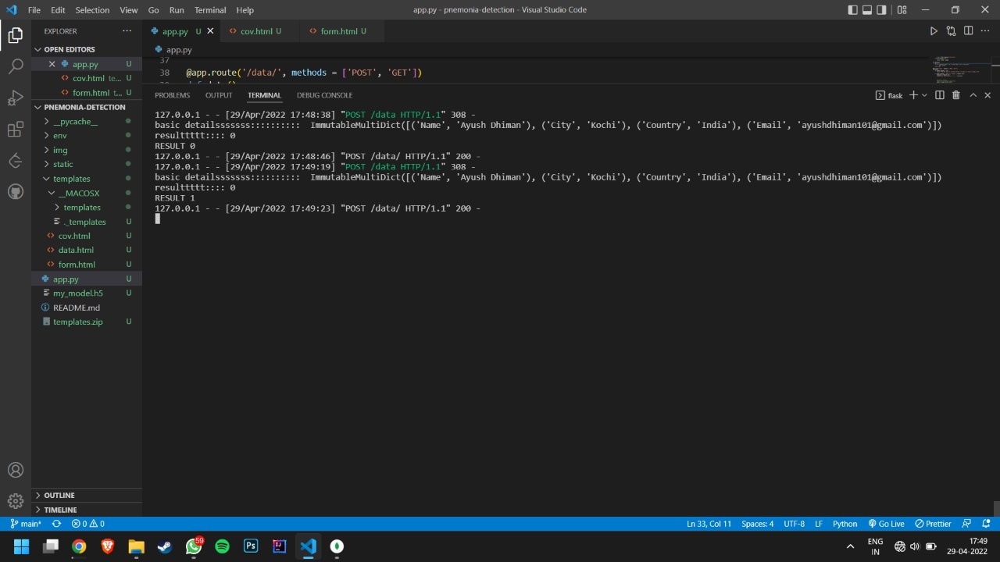 File Edit Selection View Go Run Terminal Help
app.py - pnemonia-detection - Visual Studio Code
EXPLORER
app.py U
cov.html U
form.html U
OPEN EDITORS
app.py
app.py U
cov.html te... U
form.html t... U
37
38 @app.route('/data/', methods = ['POST', 'GET'])
PROBLEMS OUTPUT TERMINAL DEBUG CONSOLE
flask
PNEMONIA-DETECTION
__pycache__
env
img
static
templates
__MACOSX
templates
._templates U
cov.html U
data.html U
form.html U
app.py U
my_model.h5 U
README.md
templates.zip U
127.0.0.1 - - [29/Apr/2022 17:48:38] "POST /data HTTP/1.1" 308 -
basic detailsssssss:::::::::: ImmutableMultiDict([('Name', 'Ayush Dhiman'), ('City', 'Kochi'), ('Country', 'India'), ('Email', 'ayushdhiman101@gmail.com')])
resulttttt:::: 0
RESULT 0
127.0.0.1 - - [29/Apr/2022 17:48:46] "POST /data/ HTTP/1.1" 200 -
127.0.0.1 - - [29/Apr/2022 17:49:19] "POST /data HTTP/1.1" 308 -
basic detailsssssss:::::::::: ImmutableMultiDict([('Name', 'Ayush Dhiman'), ('City', 'Kochi'), ('Country', 'India'), ('Email', 'ayushdhiman101@gmail.com')])
resulttttt:::: 0
RESULT 1
127.0.0.1 - - [29/Apr/2022 17:49:23] "POST /data/ HTTP/1.1" 200 -
OUTLINE
TIMELINE
main* 0 0
Ln 33, Col 11 Spaces: 4 UTF-8 LF Python Go Live Prettier
59
Ps
IJ
ENG
IN
17:49
29-04-2022